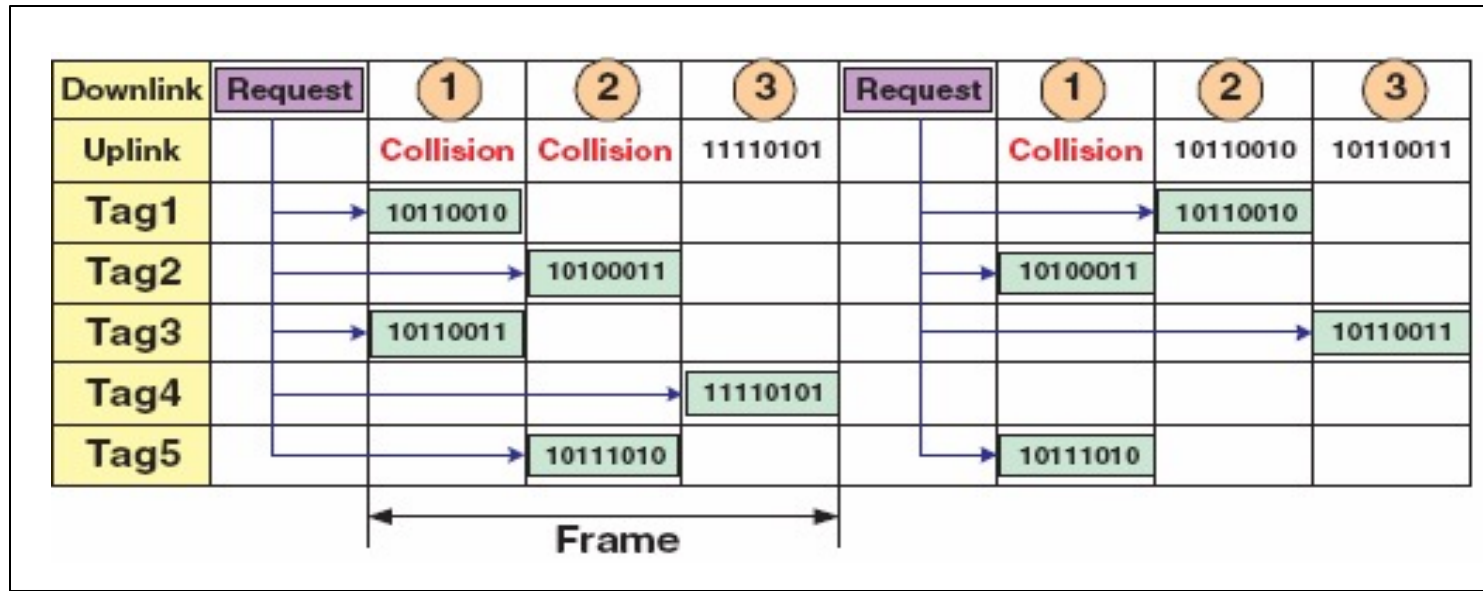 Downlink Request 1 2 3 Request 1 2 3
Uplink Collision Collision 11110101 Collision 10110010 10110011
Tag1 10110010 10110010
Tag2 10100011 10100011
Tag3 10110011 10110011
Tag4 11110101
Tag5 10111010 10111010
Frame